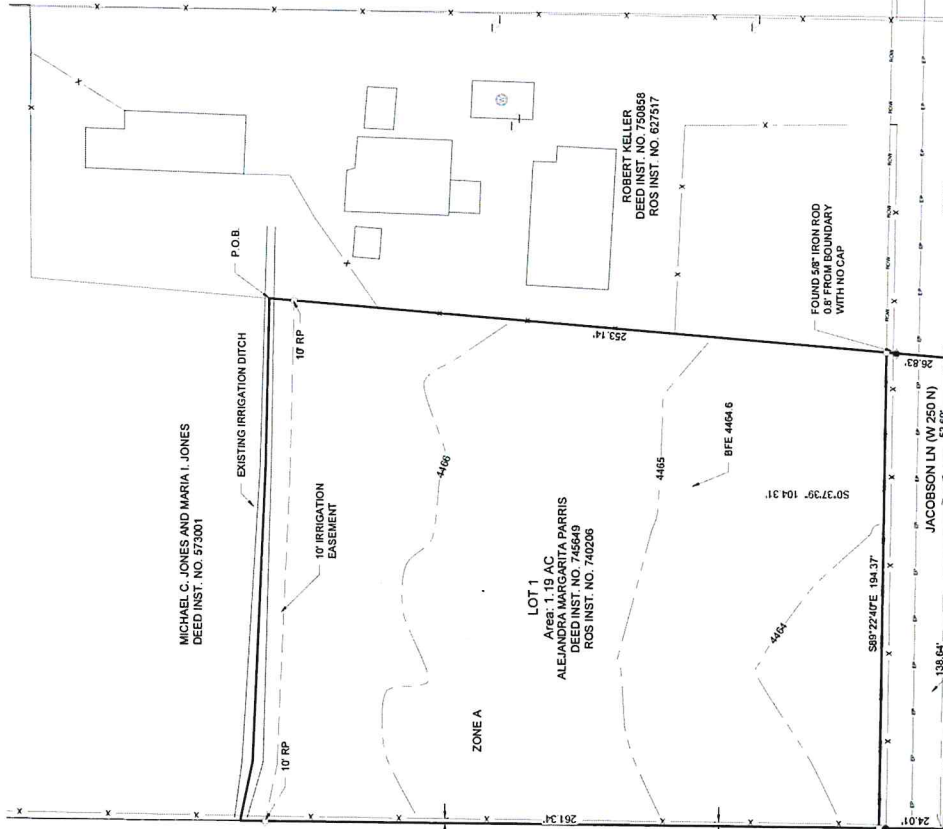 MICHAEL C. JONES AND MARIA I. JONES
DEED INST. NO. 573001
EXISTING IRRIGATION DITCH
P.O.B.
10' RP
10' RP
10' IRRIGATION
EASEMENT
ROBERT KELLER
DEED INST. NO. 750858
ROS INST. NO. 627517
253.14'
4466
4465
BFE 4464.6
LOT 1
Area: 1.19 AC
ALEJANDRA MARGARITA PARRIS
DEED INST. NO. 745649
ROS INST. NO. 740206
ZONE A
4464
S0°37'39" 104.31'
FOUND 5/8" IRON ROD
0.8' FROM BOUNDARY
WITH NO CAP
261.34'
S89°22'40"E 194.37'
26.83'
24.01'
JACOBSON LN (W 250 N)
138.64'